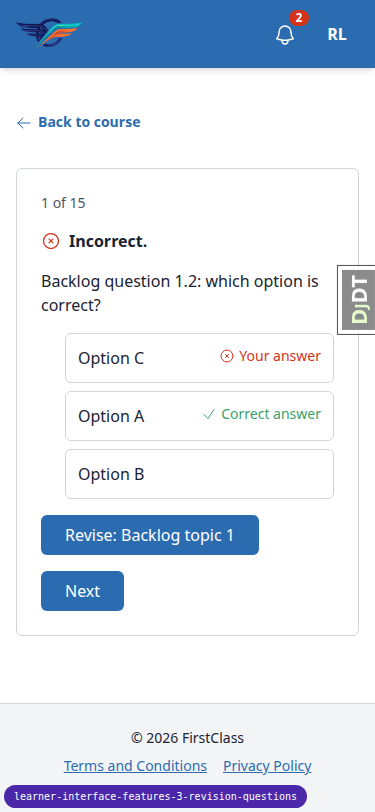 2
RL
Back to course
1 of 15
Incorrect.
Backlog question 1.2: which option is
correct?
DjDT
Option C
Your answer
Option A
Correct answer
Option B
Revise: Backlog topic 1
Next
© 2026 FirstClass
Terms and Conditions Privacy Policy
learner-interface-features-3-revision-questions